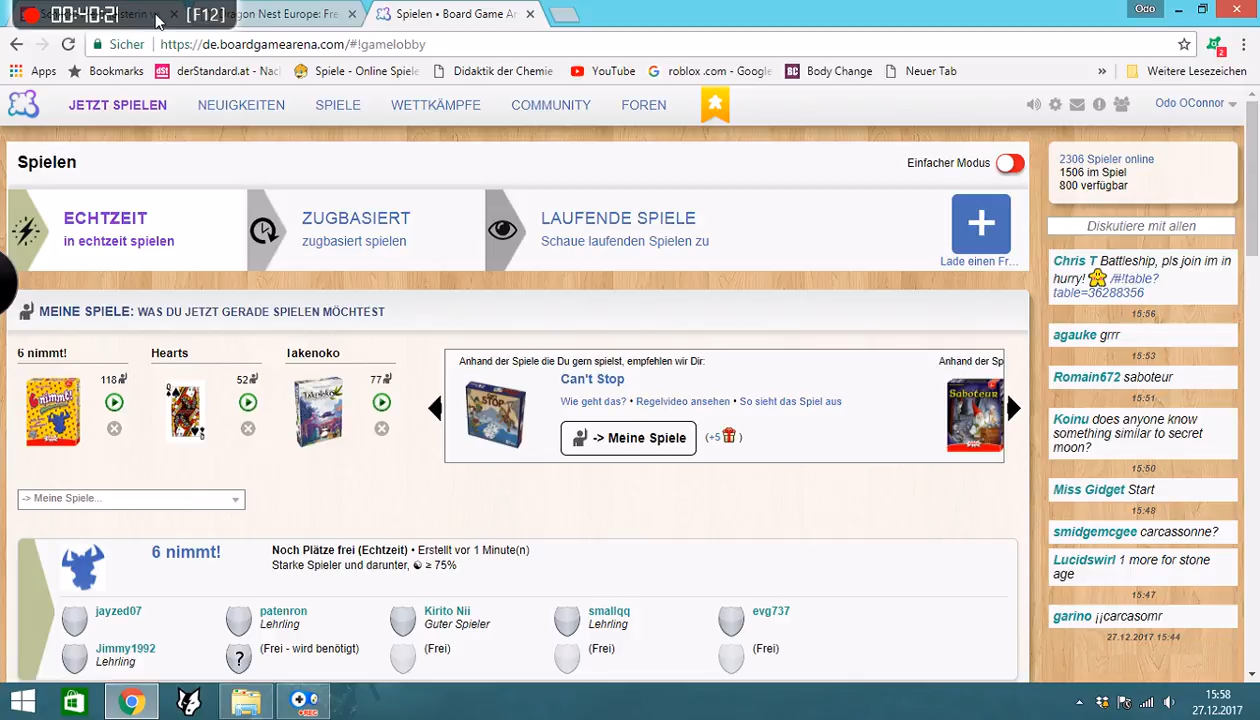 00:40:21 [F12]
ragon Nest Europe: Fre
Spielen • Board Game Ar
Odo
Sicher
https://de.boardgamearena.com/#!gamelobby
Apps
Bookmarks
derStandard.at - Nac
Spiele - Online Spiele
Didaktik der Chemie
YouTube
roblox .com - Google
Body Change
Neuer Tab
»
Weitere Lesezeichen
JETZT SPIELEN
NEUIGKEITEN
SPIELE
WETTKÄMPFE
COMMUNITY
FOREN
Odo OConnor
Spielen
Einfacher Modus
ECHTZEIT
in echtzeit spielen
ZUGBASIERT
zugbasiert spielen
LAUFENDE SPIELE
Schaue laufenden Spielen zu
Lade einen Fr...
MEINE SPIELE: WAS DU JETZT GERADE SPIELEN MÖCHTEST
6 nimmt!
118
Hearts
52
Takenoko
77
Anhand der Spiele die Du gern spielst, empfehlen wir Dir:
Can't Stop
Wie geht das? • Regelvideo ansehen • So sieht das Spiel aus
-> Meine Spiele
(+5 )
Anhand der Sp
Saboteur
-> Meine Spiele...
6 nimmt!
Noch Plätze frei (Echtzeit) • Erstellt vor 1 Minute(n)
Starke Spieler und darunter, ≥ 75%
jayzed07
patenron
Lehrling
Kirito Nii
Guter Spieler
smallqq
Lehrling
evg737
Jimmy1992
Lehrling
?
(Frei - wird benötigt)
(Frei)
(Frei)
(Frei)
2306 Spieler online
1506 im Spiel
800 verfügbar
Diskutiere mit allen
Chris T Battleship, pls join im in
hurry! /#!table?
table=36288356
15:56
agauke grrr
15:53
Romain672 saboteur
15:51
Koinu does anyone know
something similar to secret
moon?
15:50
Miss Gidget Start
15:48
smidgemcgee carcassonne?
Lucidswirl 1 more for stone
age
15:47
garino ¡¡carcasomr
27.12.2017 15:44
REC
15:58
27.12.2017